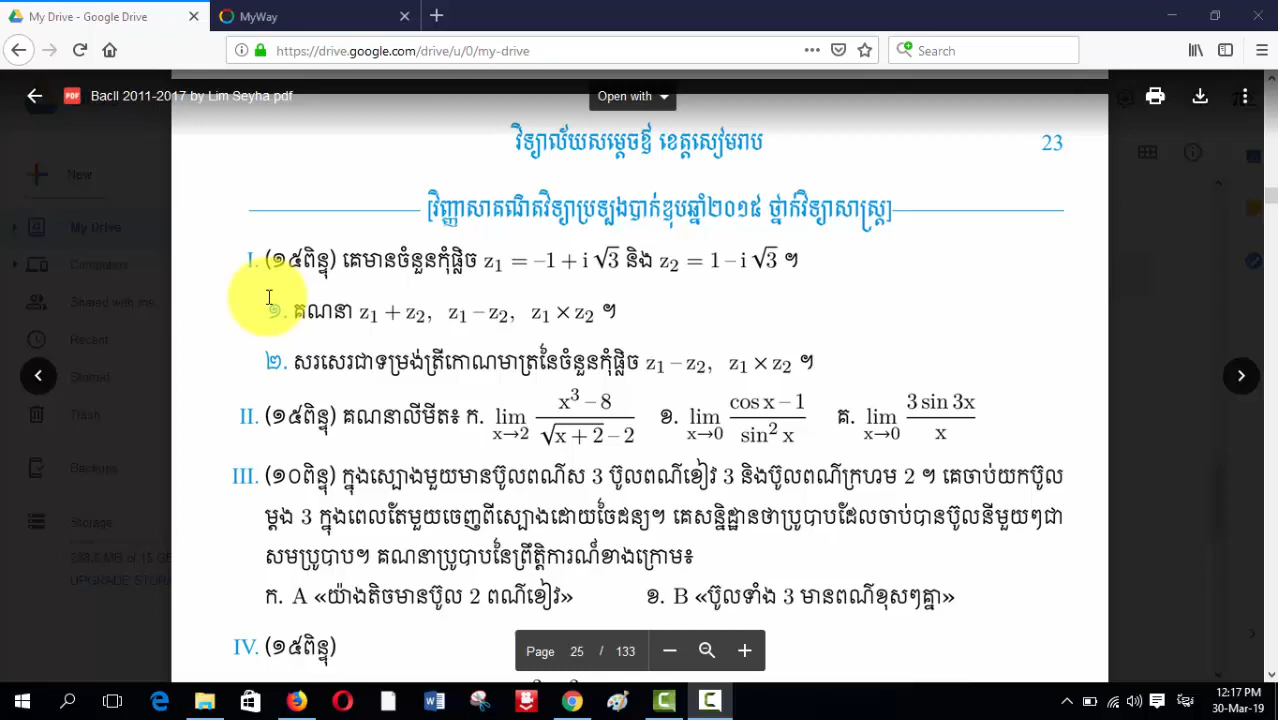 My Drive - Google Drive
MyWay
https://drive.google.com/drive/u/0/my-drive
Search
BacII 2011-2017 by Lim Seyha pdf
Open with
New
My Drive
Computers
Shared with me
Recent
Starred
Trash
Backups
Storage
UPGRADE STORA
វិទ្យាល័យសម្តេចឪ ខេត្តសៀមរាប 23
[វិញ្ញាសាគណិតវិទ្យាប្រឡងបាក់ឌុបឆ្នាំ២០១៥ ថ្នាក់វិទ្យាសាស្ត្រ]
I. (១៥ពិន្ទុ) គេមានចំនួនកុំផ្លិច z₁ = –1 + i √3 និង z₂ = 1 – i √3 ។
១. គណនា z₁ + z₂, z₁ – z₂, z₁ × z₂ ។
២. សរសេរជាទម្រង់ត្រីកោណមាត្រនៃចំនួនកុំផ្លិច z₁ – z₂, z₁ × z₂ ។
II. (១៥ពិន្ទុ) គណនាលីមីត៖ ក. lim x→2 (x³ – 8)/(√(x + 2) – 2) ខ. lim x→0 (cos x – 1)/(sin² x) គ. lim x→0 (3 sin 3x)/x
III. (១០ពិន្ទុ) ក្នុងស្បោងមួយមានប៊ូលពណ៌ស 3 ប៊ូលពណ៌ខៀវ 3 និងប៊ូលពណ៌ក្រហម 2 ។ គេចាប់យកប៊ូល
ម្តង 3 ក្នុងពេលតែមួយចេញពីស្បោងដោយចៃដន្យ។ គេសន្និដ្ឋានថាប្រូបាបដែលចាប់បានប៊ូលនីមួយៗជា
សមប្រូបាប។ គណនាប្រូបាបនៃព្រឹត្តិការណ៍ខាងក្រោម៖
ក. A «យ៉ាងតិចមានប៊ូល 2 ពណ៌ខៀវ» ខ. B «ប៊ូលទាំង 3 មានពណ៌ខុសៗគ្នា»
IV. (១៥ពិន្ទុ)
Page 25 / 133
12:17 PM
30-Mar-19